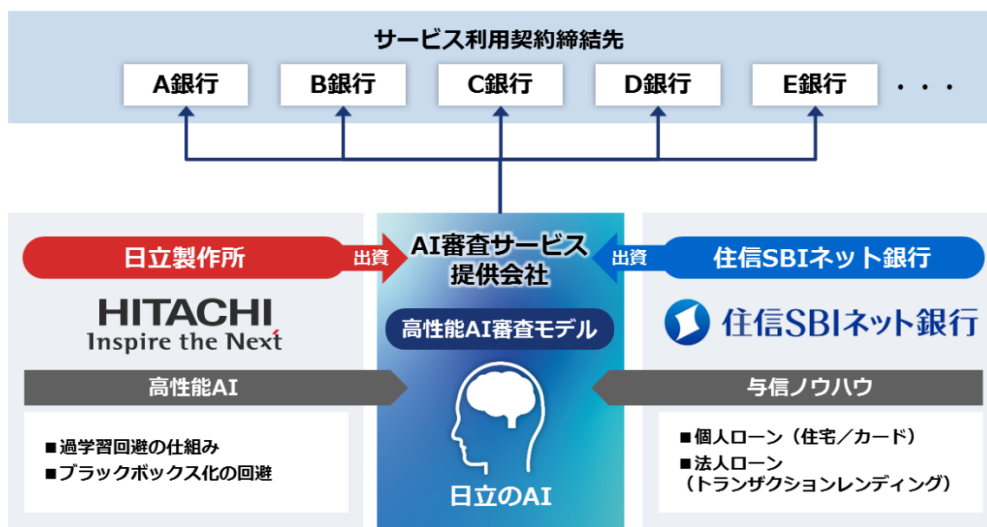 サービス利用契約締結先
A銀行 B銀行 C銀行 D銀行 E銀行 ・・・
日立製作所
HITACHI
Inspire the Next
高性能AI
■過学習回避の仕組み
■ブラックボックス化の回避
出資
AI審査サービス
提供会社
高性能AI審査モデル
日立のAI
出資
住信SBIネット銀行
住信SBIネット銀行
与信ノウハウ
■個人ローン（住宅／カード）
■法人ローン
（トランザクションレンディング）